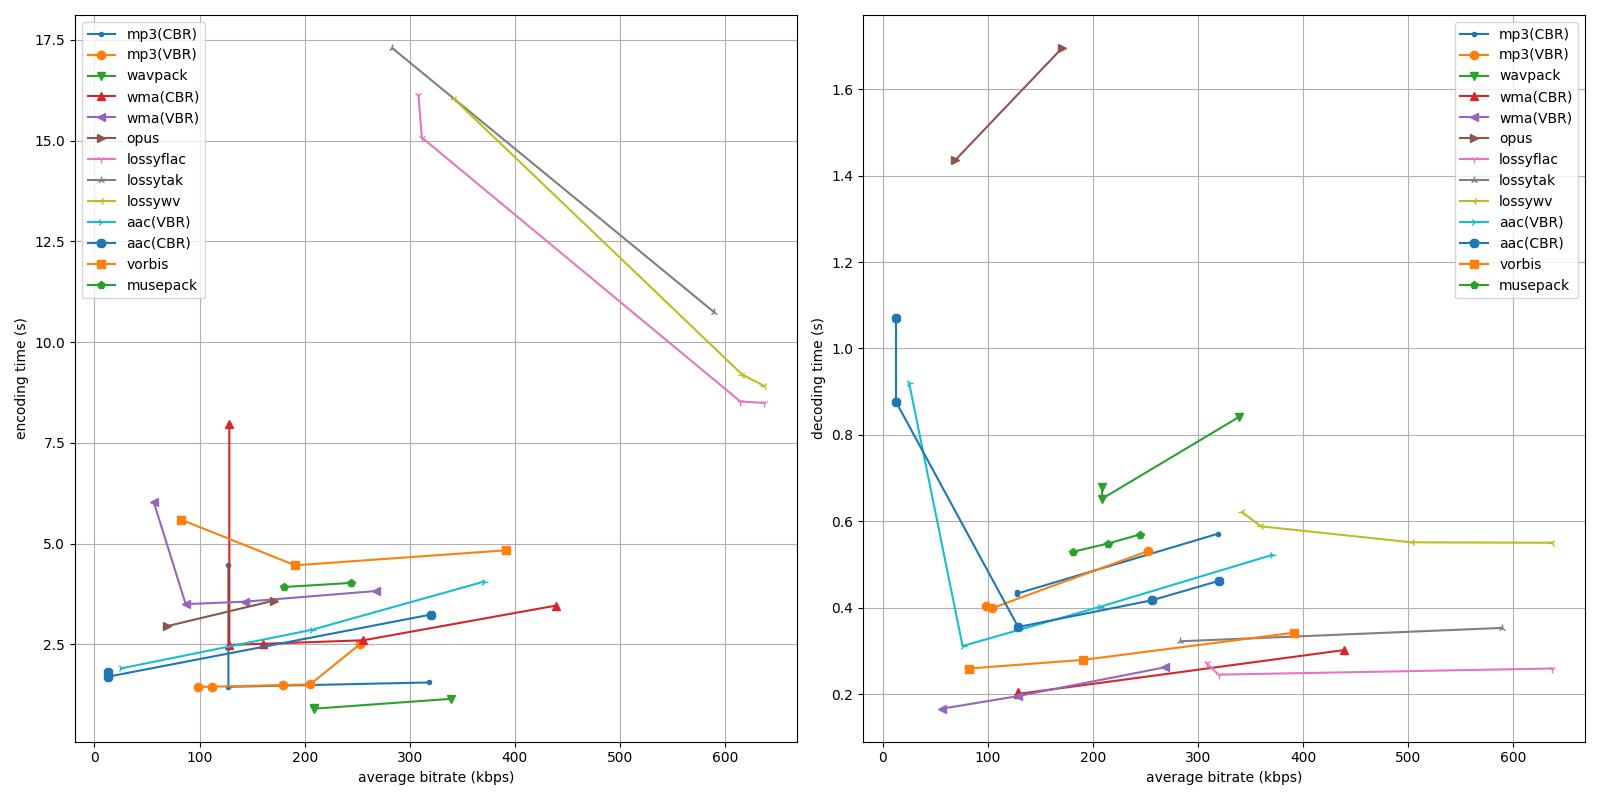 17.5
15.0
12.5
10.0
7.5
5.0
2.5
encoding time (s)
mp3(CBR)
mp3(VBR)
wavpack
wma(CBR)
wma(VBR)
opus
lossyflac
lossytak
lossywv
aac(VBR)
aac(CBR)
vorbis
musepack
0 100 200 300 400 500 600
average bitrate (kbps)
1.6
1.4
1.2
1.0
0.8
0.6
0.4
0.2
decoding time (s)
mp3(CBR)
mp3(VBR)
wavpack
wma(CBR)
wma(VBR)
opus
lossyflac
lossytak
lossywv
aac(VBR)
aac(CBR)
vorbis
musepack
0 100 200 300 400 500 600
average bitrate (kbps)